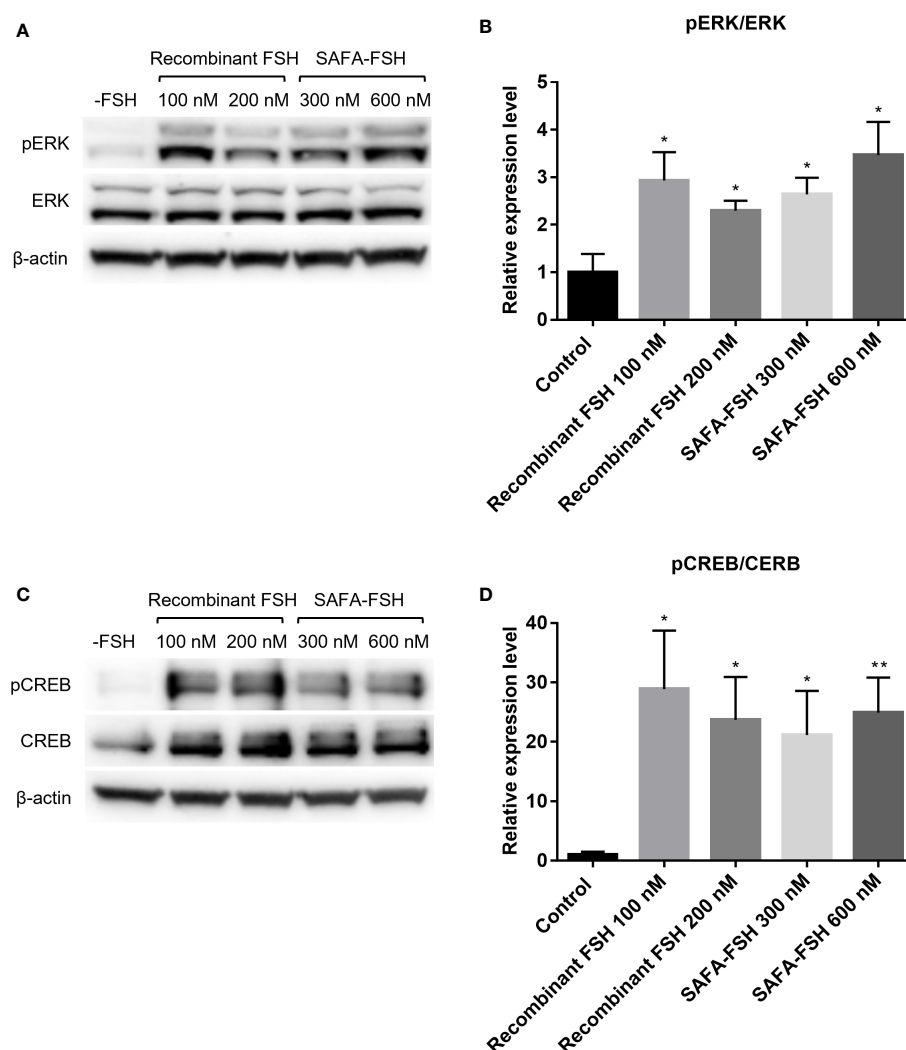 A
Recombinant FSH SAFA-FSH
-FSH 100 nM 200 nM 300 nM 600 nM
pERK
ERK
β-actin
B
pERK/ERK
Relative expression level
5
4
3
2
1
0
* * * *
Control
Recombinant FSH 100 nM
Recombinant FSH 200 nM
SAFA-FSH 300 nM
SAFA-FSH 600 nM
C
Recombinant FSH SAFA-FSH
-FSH 100 nM 200 nM 300 nM 600 nM
pCREB
CREB
β-actin
D
pCREB/CERB
Relative expression level
40
30
20
10
0
* * * **
Control
Recombinant FSH 100 nM
Recombinant FSH 200 nM
SAFA-FSH 300 nM
SAFA-FSH 600 nM